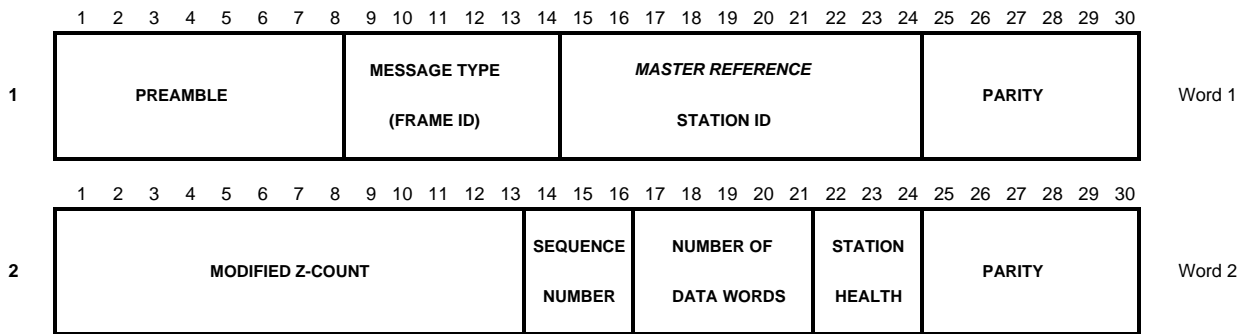 1 2 3 4 5 6 7 8 9 10 11 12 13 14 15 16 17 18 19 20 21 22 23 24 25 26 27 28 29 30
MESSAGE TYPE MASTER REFERENCE
1 PREAMBLE PARITY Word 1
(FRAME ID) STATION ID
1 2 3 4 5 6 7 8 9 10 11 12 13 14 15 16 17 18 19 20 21 22 23 24 25 26 27 28 29 30
SEQUENCE NUMBER OF STATION
2 MODIFIED Z-COUNT PARITY Word 2
NUMBER DATA WORDS HEALTH